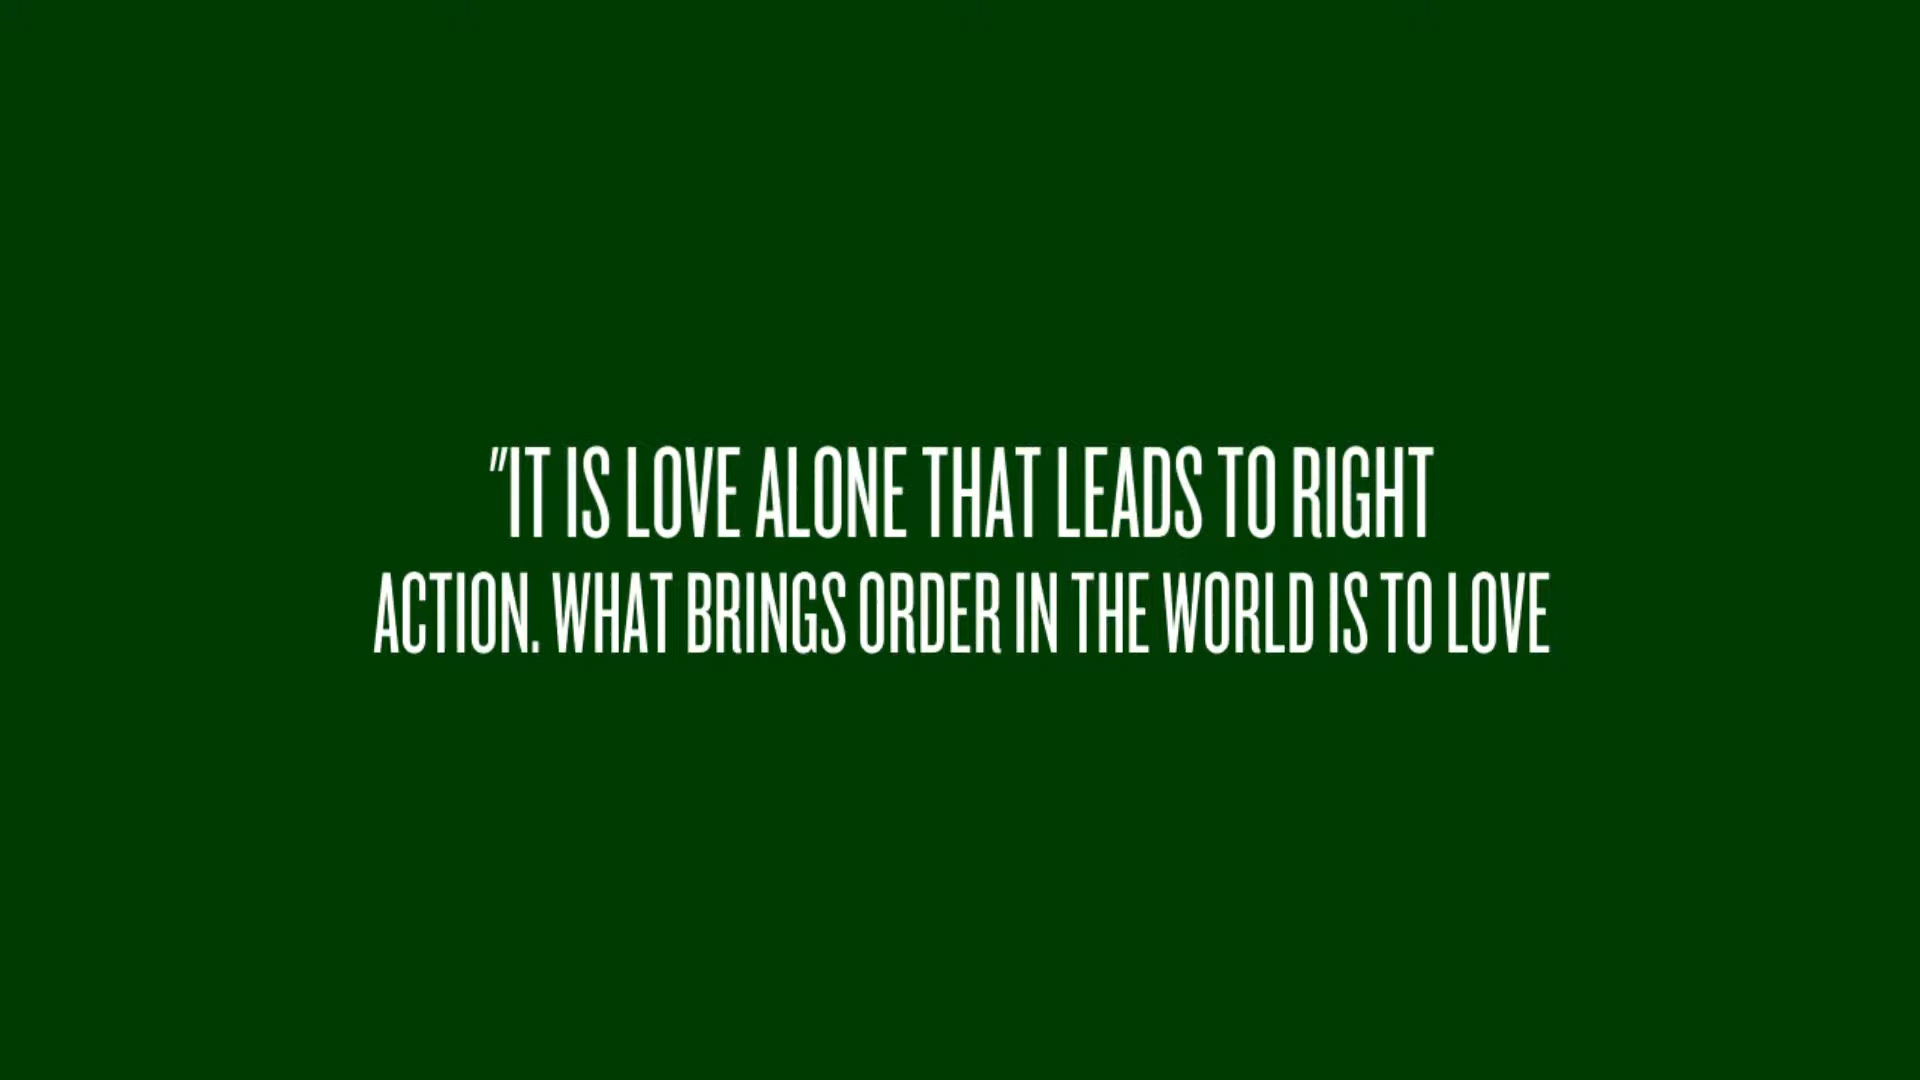 "IT IS LOVE ALONE THAT LEADS TO RIGHT
ACTION. WHAT BRINGS ORDER IN THE WORLD IS TO LOVE